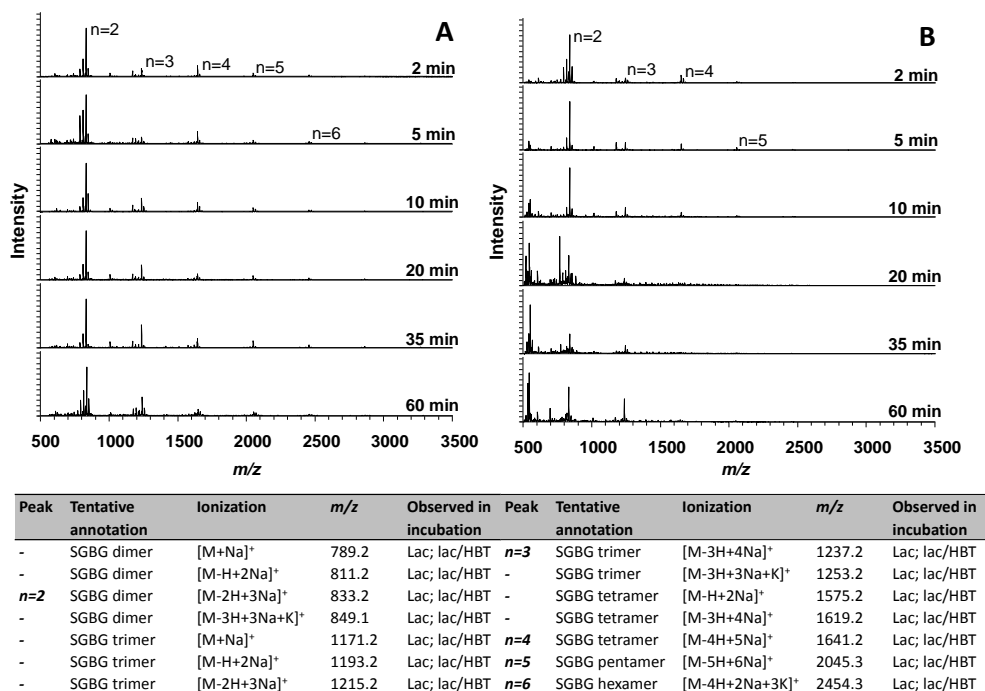 A
n=2
n=3
n=4
n=5
2 min
5 min
n=6
10 min
20 min
35 min
60 min
Intensity
500 1000 1500 2000 2500 3000 3500
m/z
B
n=2
n=3
n=4
2 min
5 min
n=5
10 min
20 min
35 min
60 min
Intensity
500 1000 1500 2000 2500 3000 3500
m/z
Peak Tentative annotation Ionization m/z Observed in incubation Peak Tentative annotation Ionization m/z Observed in incubation
- SGBG dimer [M+Na]⁺ 789.2 Lac; lac/HBT n=3 SGBG trimer [M-3H+4Na]⁺ 1237.2 Lac; lac/HBT
- SGBG dimer [M-H+2Na]⁺ 811.2 Lac; lac/HBT - SGBG trimer [M-3H+3Na+K]⁺ 1253.2 Lac; lac/HBT
n=2 SGBG dimer [M-2H+3Na]⁺ 833.2 Lac; lac/HBT - SGBG tetramer [M-H+2Na]⁺ 1575.2 Lac; lac/HBT
- SGBG dimer [M-3H+3Na+K]⁺ 849.1 Lac; lac/HBT - SGBG tetramer [M-3H+4Na]⁺ 1619.2 Lac; lac/HBT
- SGBG trimer [M+Na]⁺ 1171.2 Lac; lac/HBT n=4 SGBG tetramer [M-4H+5Na]⁺ 1641.2 Lac; lac/HBT
- SGBG trimer [M-H+2Na]⁺ 1193.2 Lac; lac/HBT n=5 SGBG pentamer [M-5H+6Na]⁺ 2045.3 Lac; lac/HBT
- SGBG trimer [M-2H+3Na]⁺ 1215.2 Lac; lac/HBT n=6 SGBG hexamer [M-4H+2Na+3K]⁺ 2454.3 Lac; lac/HBT